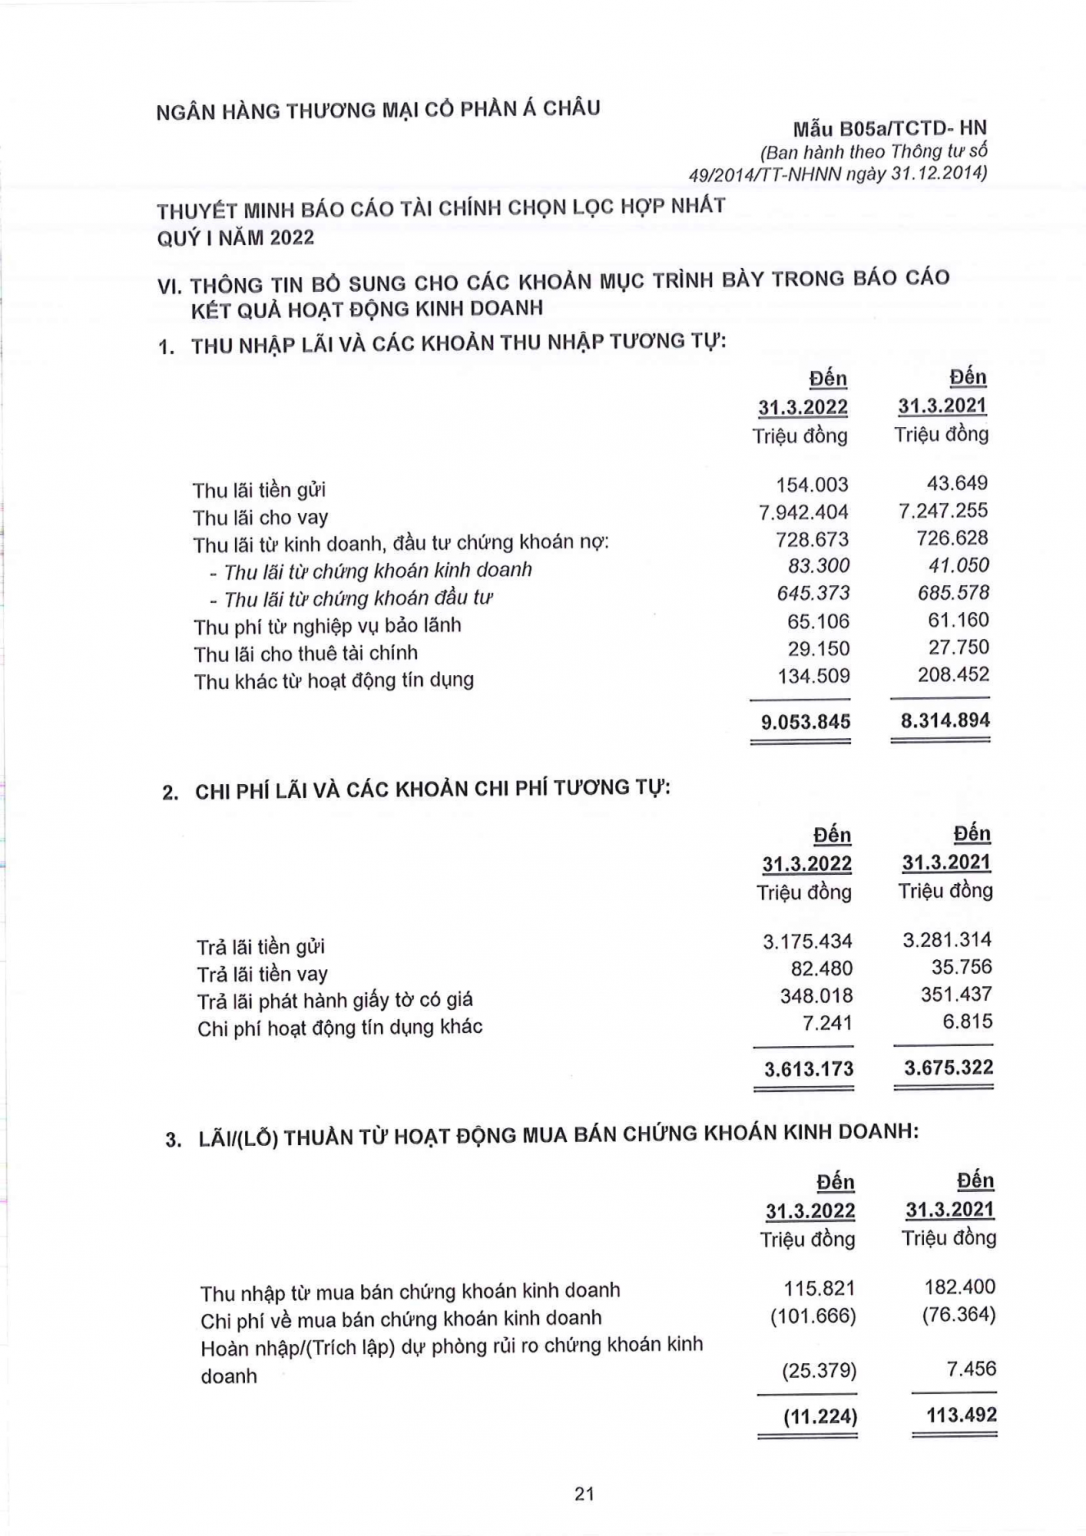 NGÂN HÀNG THƯƠNG MẠI CỔ PHẦN Á CHÂU
Mẫu B05a/TCTD- HN
(Ban hành theo Thông tư số
49/2014/TT-NHNN ngày 31.12.2014)
THUYẾT MINH BÁO CÁO TÀI CHÍNH CHỌN LỌC HỢP NHẤT
QUÝ I NĂM 2022
VI. THÔNG TIN BỔ SUNG CHO CÁC KHOẢN MỤC TRÌNH BÀY TRONG BÁO CÁO
KẾT QUẢ HOẠT ĐỘNG KINH DOANH
1. THU NHẬP LÃI VÀ CÁC KHOẢN THU NHẬP TƯƠNG TỰ:
Đến Đến
31.3.2022 31.3.2021
Triệu đồng Triệu đồng
Thu lãi tiền gửi 154.003 43.649
Thu lãi cho vay 7.942.404 7.247.255
Thu lãi từ kinh doanh, đầu tư chứng khoán nợ: 728.673 726.628
- Thu lãi từ chứng khoán kinh doanh 83.300 41.050
- Thu lãi từ chứng khoán đầu tư 645.373 685.578
Thu phí từ nghiệp vụ bảo lãnh 65.106 61.160
Thu lãi cho thuê tài chính 29.150 27.750
Thu khác từ hoạt động tín dụng 134.509 208.452
9.053.845 8.314.894
2. CHI PHÍ LÃI VÀ CÁC KHOẢN CHI PHÍ TƯƠNG TỰ:
Đến Đến
31.3.2022 31.3.2021
Triệu đồng Triệu đồng
Trả lãi tiền gửi 3.175.434 3.281.314
Trả lãi tiền vay 82.480 35.756
Trả lãi phát hành giấy tờ có giá 348.018 351.437
Chi phí hoạt động tín dụng khác 7.241 6.815
3.613.173 3.675.322
3. LÃI/(LỖ) THUẦN TỪ HOẠT ĐỘNG MUA BÁN CHỨNG KHOÁN KINH DOANH:
Đến Đến
31.3.2022 31.3.2021
Triệu đồng Triệu đồng
Thu nhập từ mua bán chứng khoán kinh doanh 115.821 182.400
Chi phí về mua bán chứng khoán kinh doanh (101.666) (76.364)
Hoàn nhập/(Trích lập) dự phòng rủi ro chứng khoán kinh
doanh (25.379) 7.456
(11.224) 113.492
21